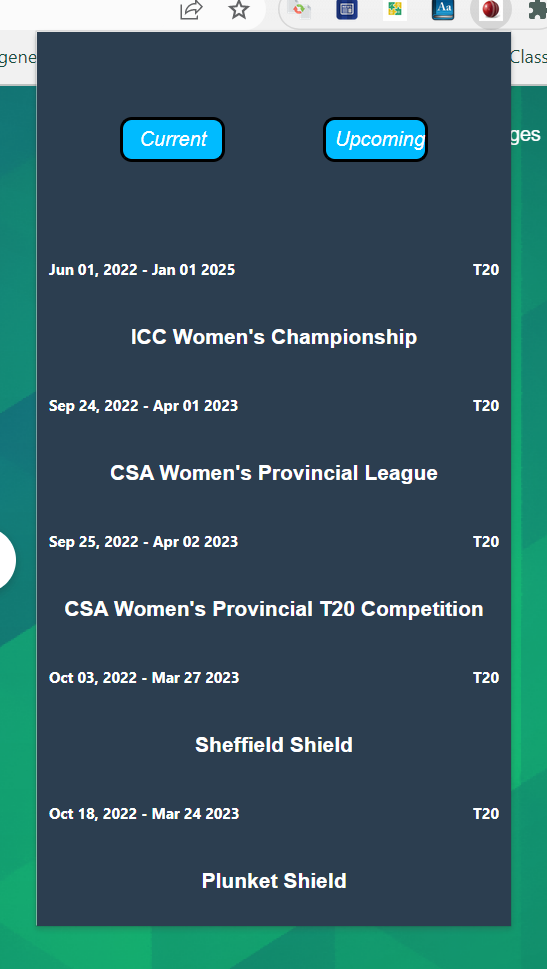 Aa
gene
Class
ges
Current
Upcoming
Jun 01, 2022 - Jan 01 2025 T20
ICC Women's Championship
Sep 24, 2022 - Apr 01 2023 T20
CSA Women's Provincial League
Sep 25, 2022 - Apr 02 2023 T20
CSA Women's Provincial T20 Competition
Oct 03, 2022 - Mar 27 2023 T20
Sheffield Shield
Oct 18, 2022 - Mar 24 2023 T20
Plunket Shield